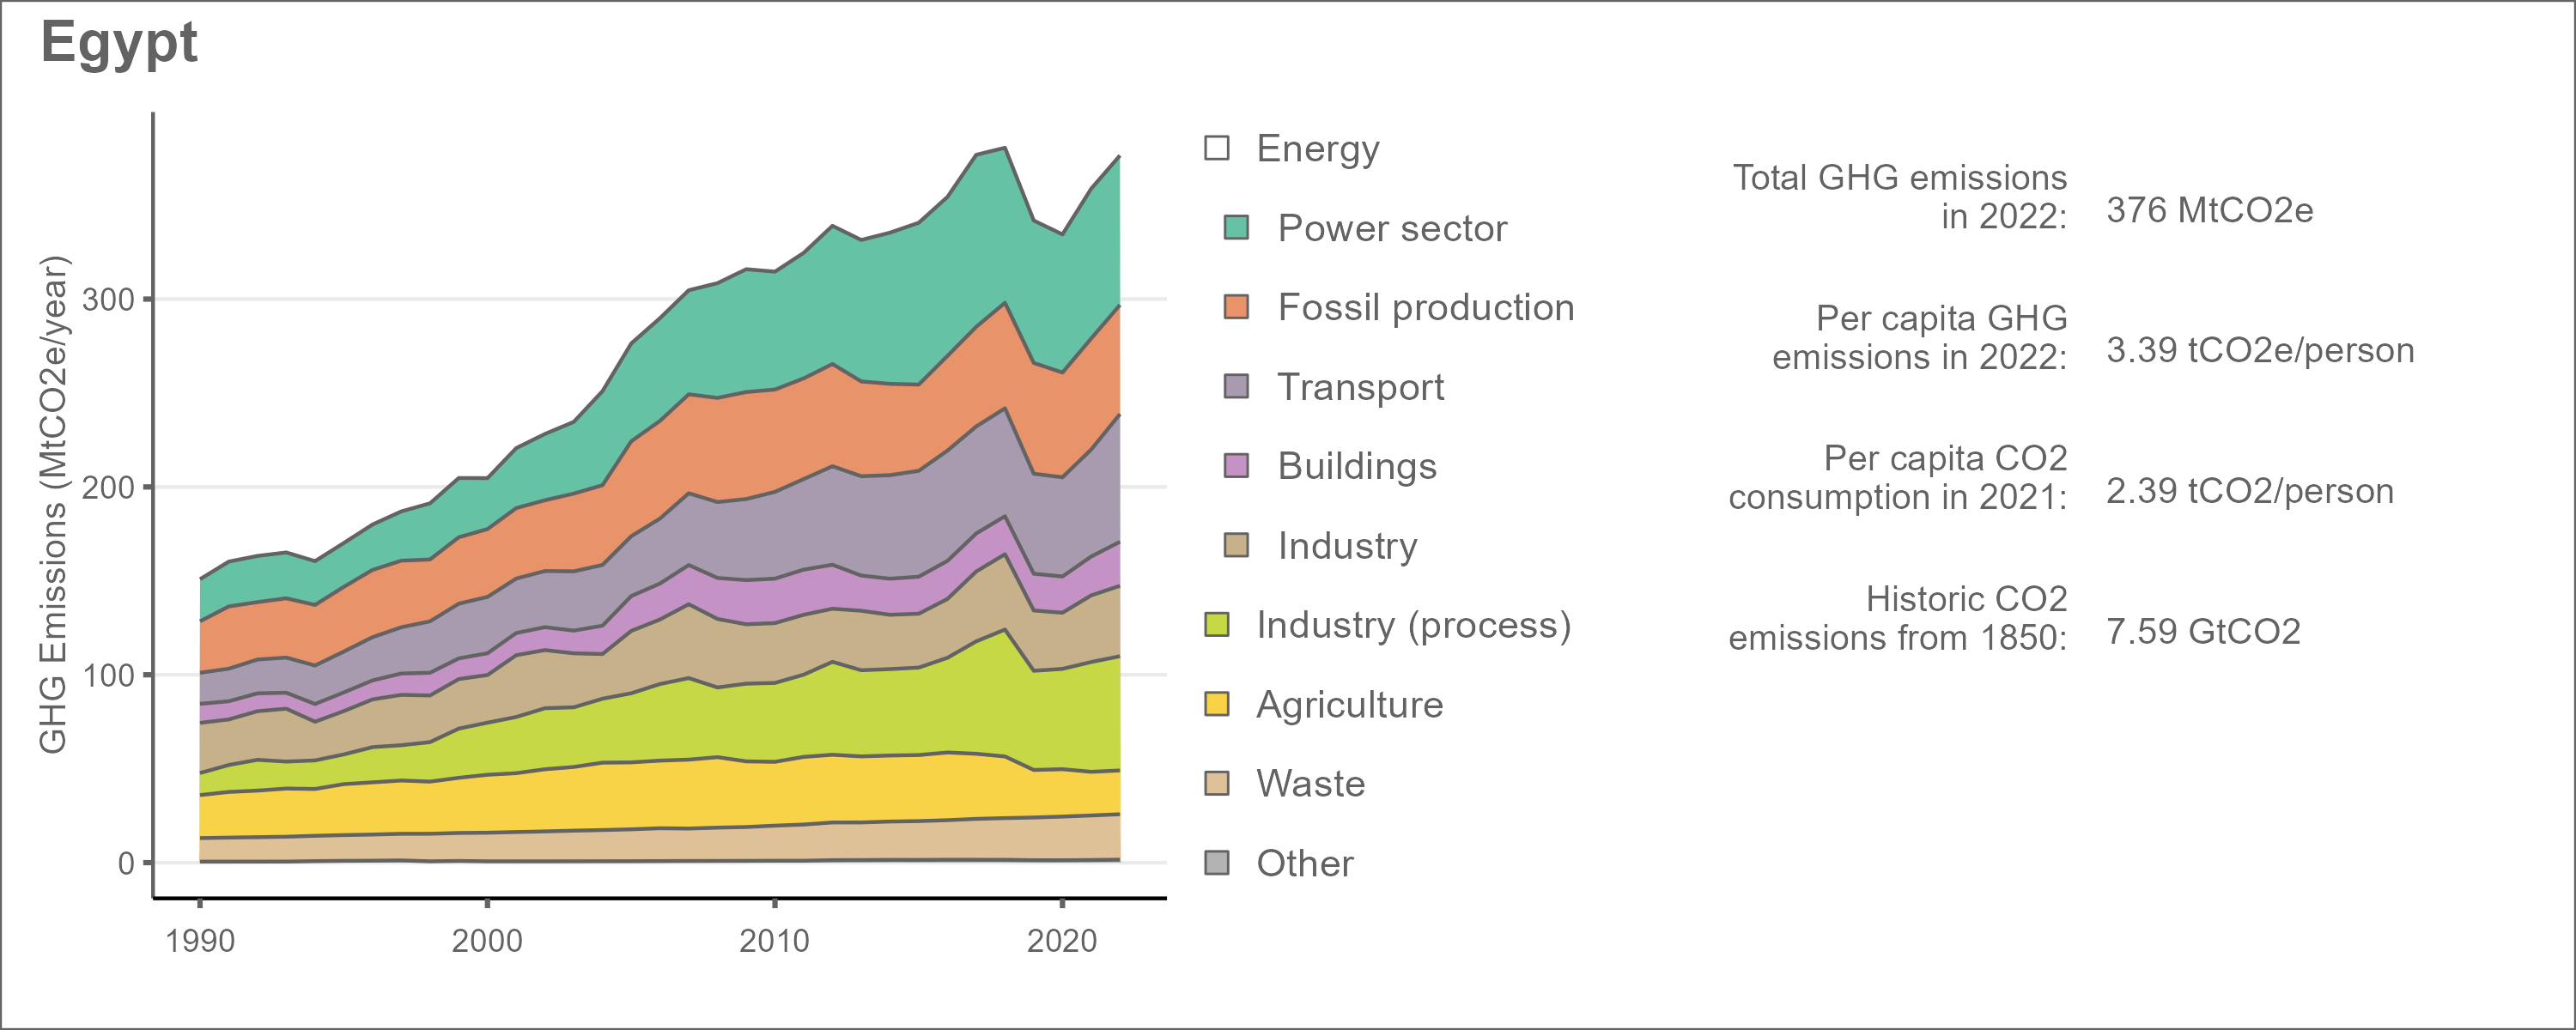 Egypt
GHG Emissions (MtCO2e/year)
300
200
100
0
1990
2000
2010
2020
Energy
Power sector
Fossil production
Transport
Buildings
Industry
Industry (process)
Agriculture
Waste
Other
Total GHG emissions
in 2022:
376 MtCO2e
Per capita GHG
emissions in 2022:
3.39 tCO2e/person
Per capita CO2
consumption in 2021:
2.39 tCO2/person
Historic CO2
emissions from 1850:
7.59 GtCO2